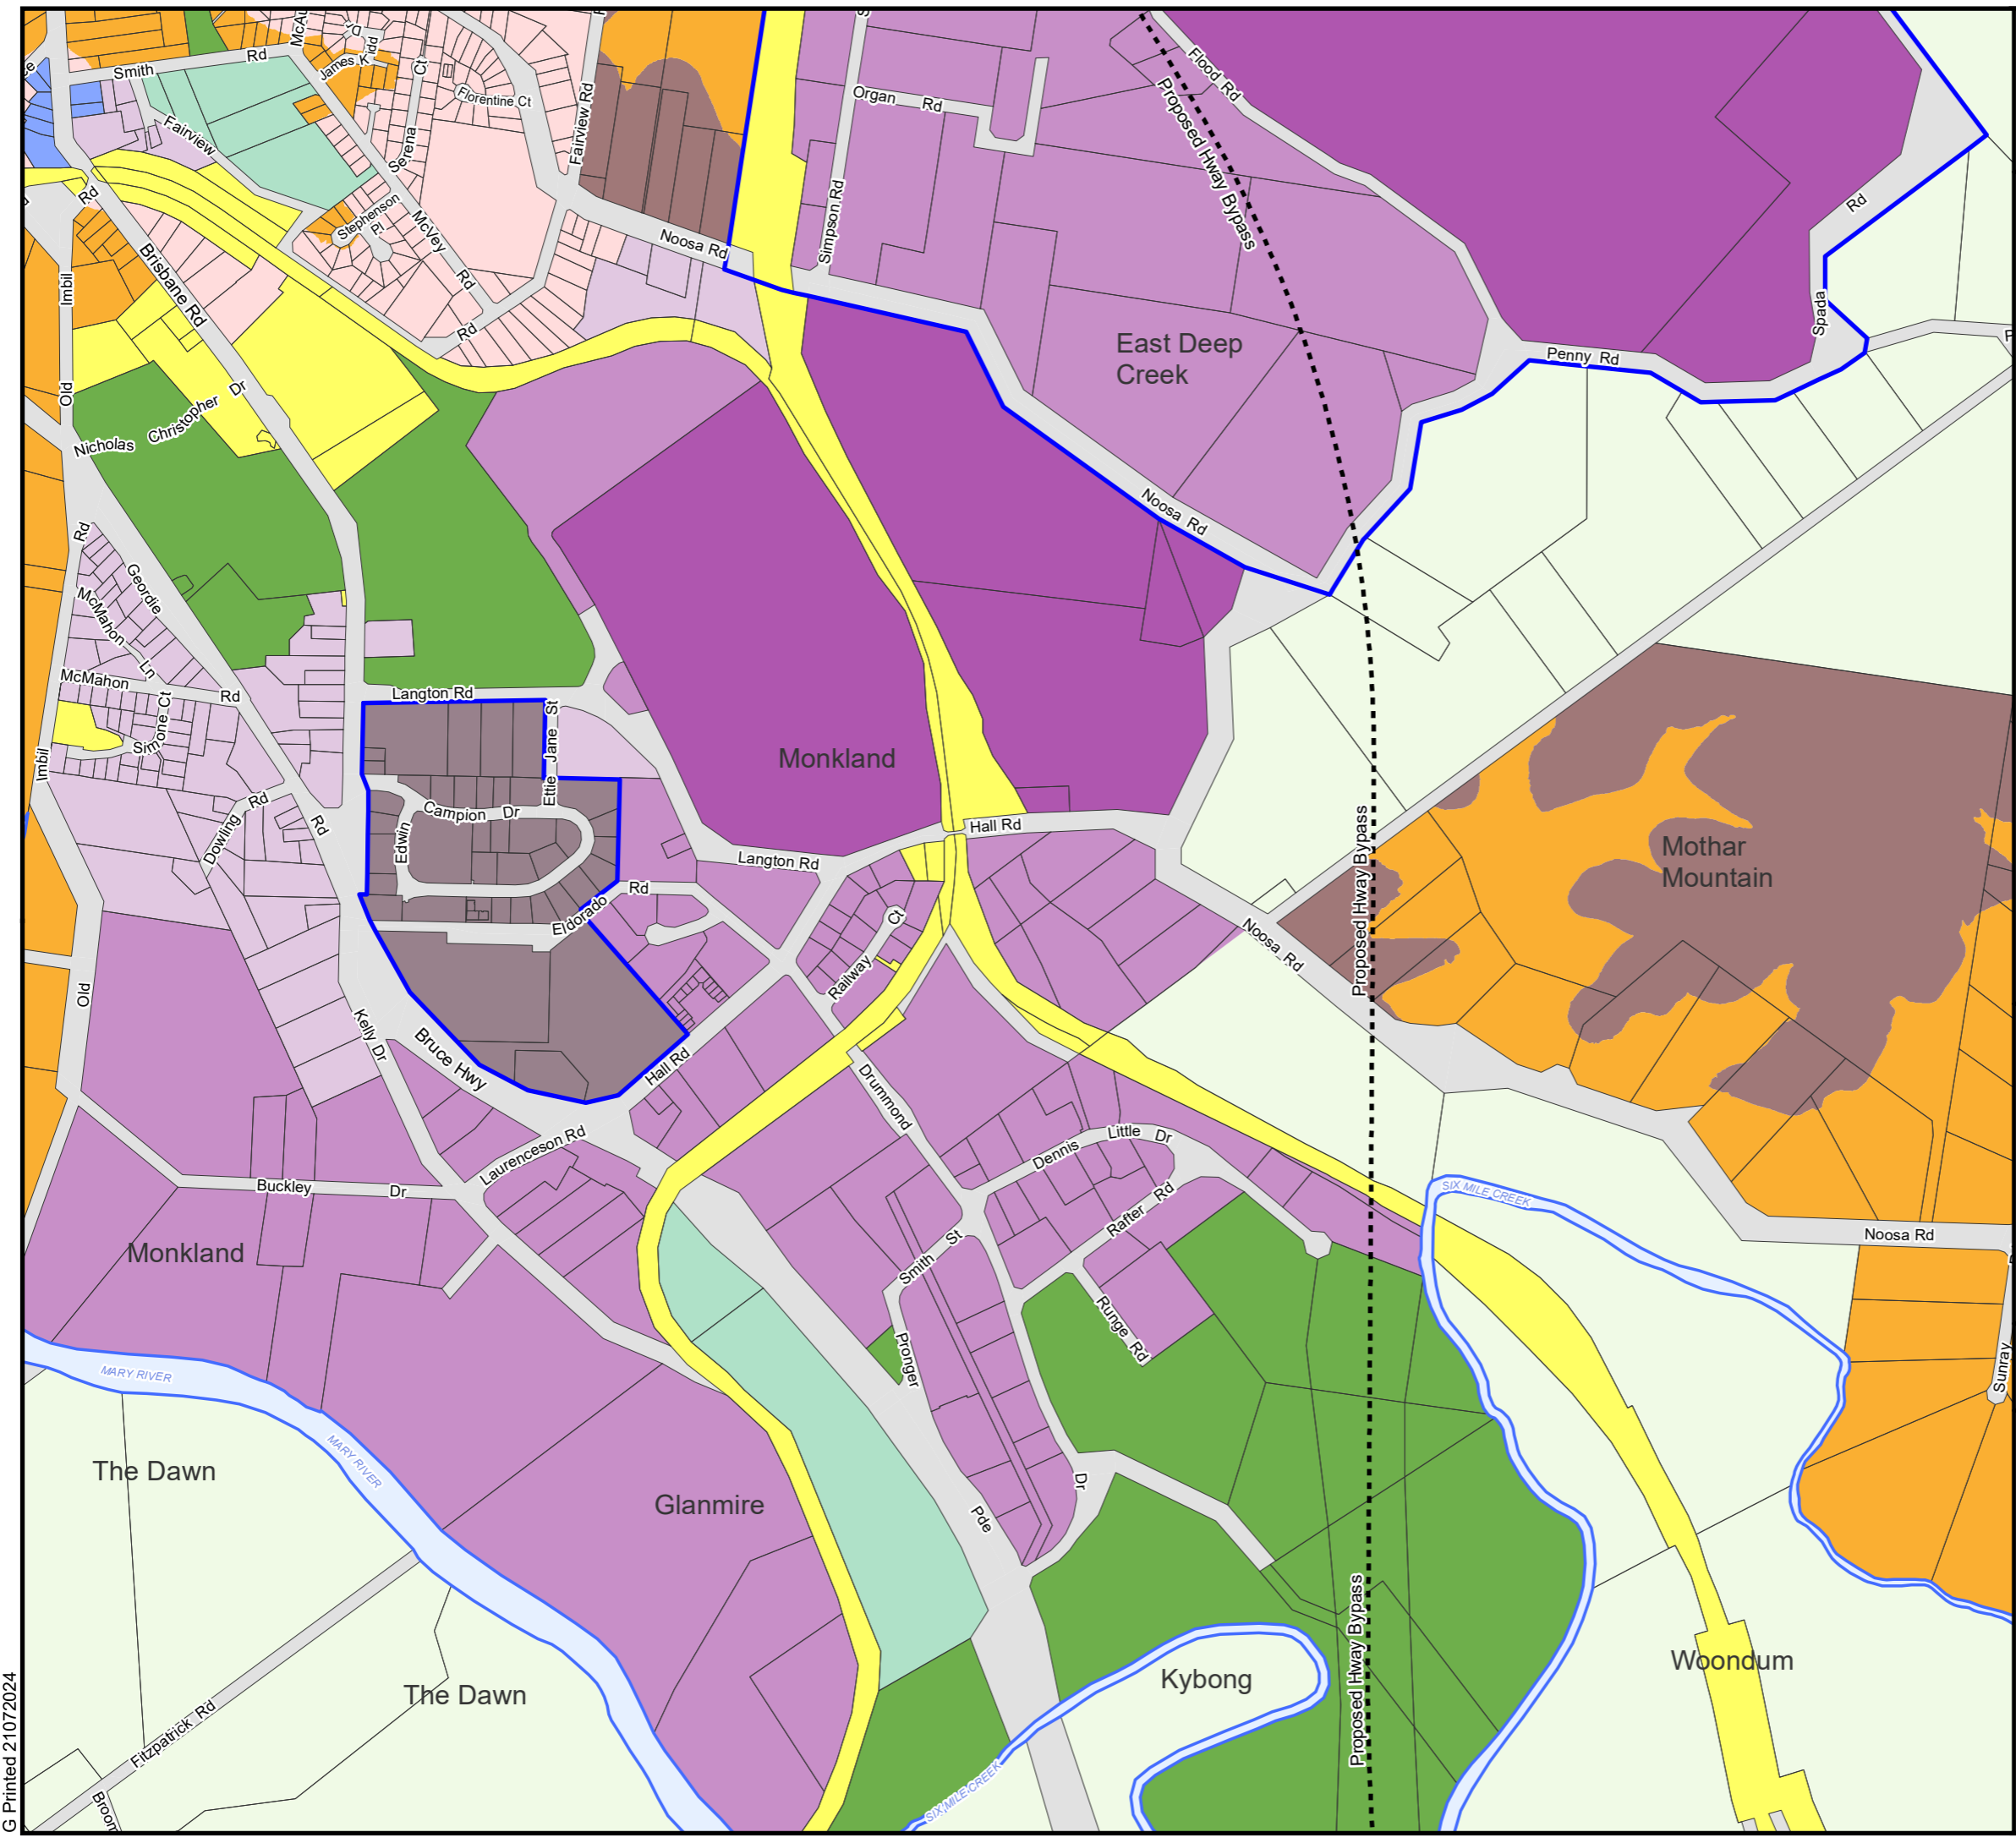 Smith
Rd
James K
Florentine Ct
Ct
Serena
Fairview Rd
Fairview
Rd
Stephenson
Pl
McVey
Rd
Rd
Noosa Rd
Brisbane Rd
Imbil
Old
Nicholas
Christopher
Dr
Organ
Rd
Simpson Rd
Flood Rd
Proposed Hway Bypass
East Deep
Creek
Rd
Spada
Penny Rd
Noosa Rd
Rd
Geordie
McMahon
Ln
McMahon
Rd
Simone Ct
Imbil
Dowling
Rd
Rd
Langton Rd
Ettie Jane St
Campion Dr
Edwin
Eldorado
Rd
Monkland
Hall Rd
Langton Rd
Railway
Ct
Noosa Rd
Proposed Hway Bypass
Mothar
Mountain
Old
Kelly Dr
Bruce Hwy
Hall Rd
Drummond
Laurenceson Rd
Buckley
Dr
Monkland
Dennis
Little
Dr
Rafter
Rd
Smith
St
Runge Rd
Pronger
Pde
Dr
SIX MILE CREEK
Noosa Rd
Sunray
MARY RIVER
MARY RIVER
The Dawn
Glanmire
The Dawn
Fitzpatrick Rd
Broom
SIX MILE CREEK
Kybong
Proposed Hway Bypass
Woondum
G Printed 21072024